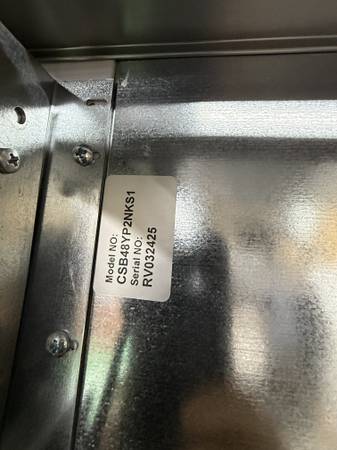 Model NO:
CSB48YP2NKS1
Serial NO:
RV032425